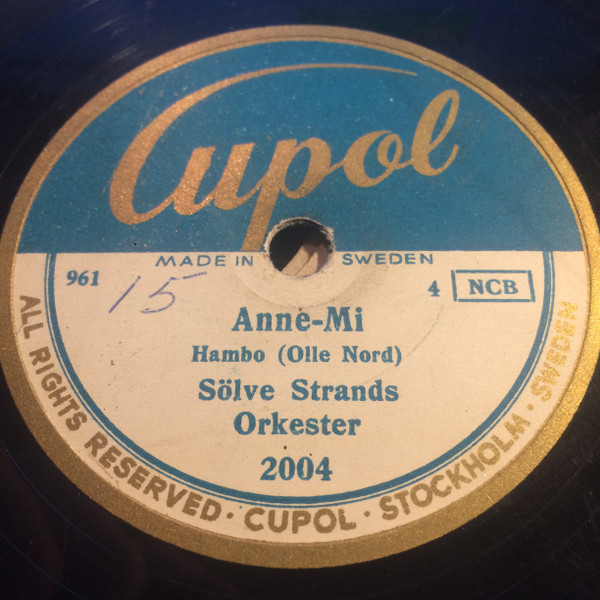 Cupol
MADE IN SWEDEN
961
15
4 NCB
Anne-Mi
Hambo (Olle Nord)
Sölve Strands
Orkester
2004
ALL RIGHTS RESERVED · CUPOL · STOCKHOLM · SWEDEN